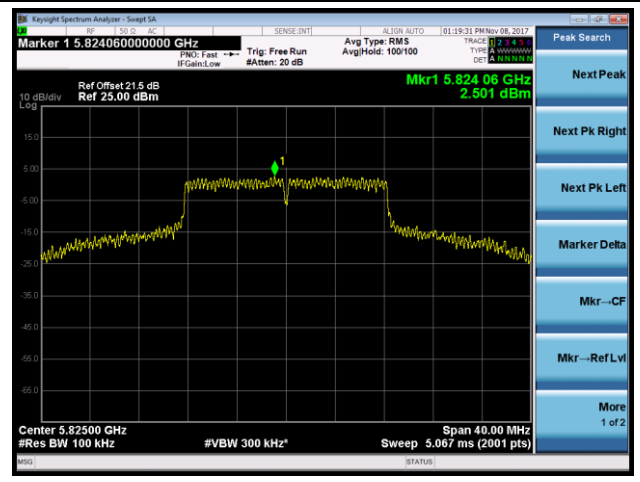 Keysight Spectrum Analyzer - Swept SA
RF 50 Ω AC SENSE:INT ALIGN AUTO 01:19:31 PM Nov 08, 2017
Marker 1 5.824060000000 GHz
PNO: Fast
IFGain:Low
Trig: Free Run
#Atten: 20 dB
Avg Type: RMS
Avg|Hold: 100/100
TRACE 1 2 3 4 5 6
TYPE A WWWWW
DET A N N N N N
Peak Search
Mkr1 5.824 06 GHz
2.501 dBm
Ref Offset 21.5 dB
Ref 25.00 dBm
10 dB/div
Log
15.0
5.00
-5.00
-15.0
-25.0
-35.0
-45.0
-55.0
-65.0
1
Center 5.82500 GHz
Span 40.00 MHz
#Res BW 100 kHz
#VBW 300 kHz*
Sweep 5.067 ms (2001 pts)
MSG
STATUS
Next Peak
Next Pk Right
Next Pk Left
Marker Delta
Mkr→CF
Mkr→Ref Lvl
More
1 of 2